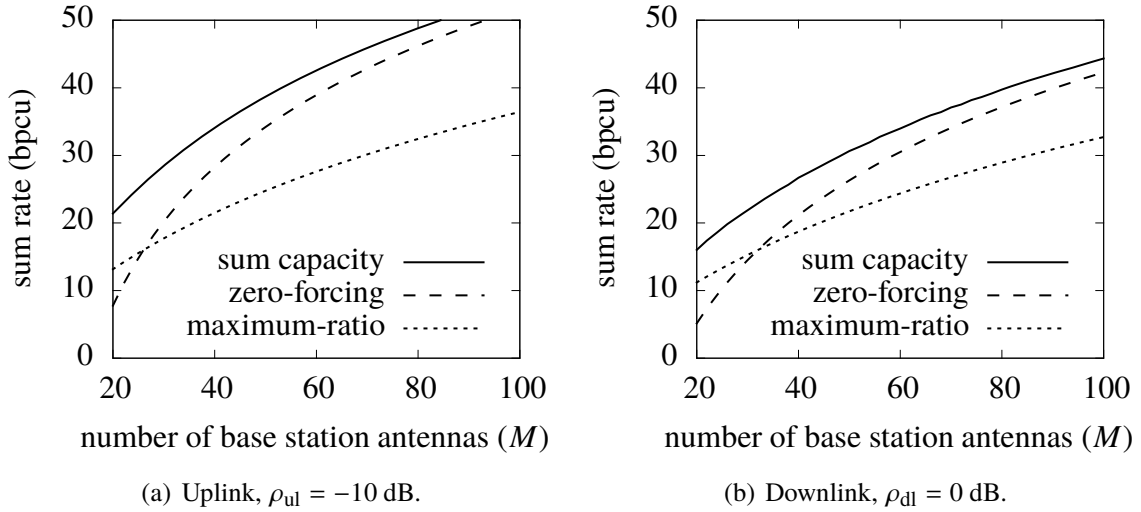 50
40
30
20
10
0
sum rate (bpcu)
sum capacity
zero-forcing
maximum-ratio
20 40 60 80 100
number of base station antennas (M)
(a) Uplink, ρul = −10 dB.
50
40
30
20
10
0
sum rate (bpcu)
sum capacity
zero-forcing
maximum-ratio
20 40 60 80 100
number of base station antennas (M)
(b) Downlink, ρdl = 0 dB.